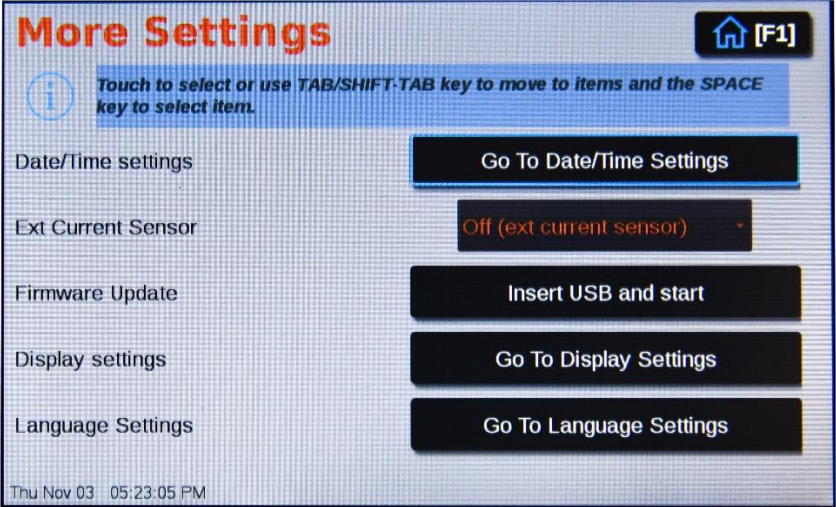 More Settings
[F1]
Touch to select or use TAB/SHIFT-TAB key to move to items and the SPACE
key to select item.
Date/Time settings
Go To Date/Time Settings
Ext Current Sensor
Off (ext current sensor)
Firmware Update
Insert USB and start
Display settings
Go To Display Settings
Language Settings
Go To Language Settings
Thu Nov 03 05:23:05 PM